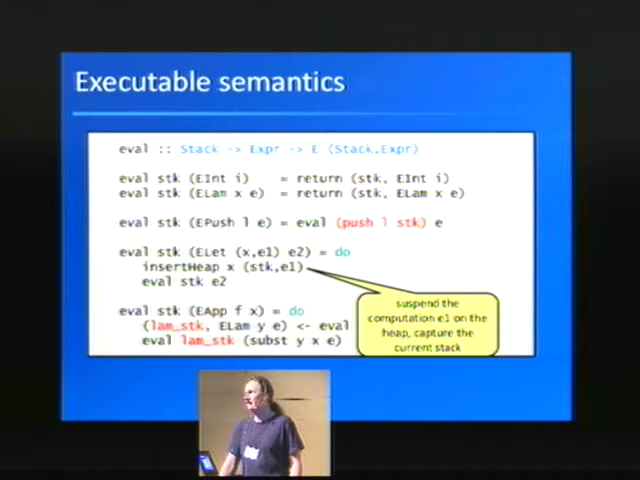 Executable semantics
eval :: Stack -> Expr -> E (Stack,Expr)
eval stk (EInt i) = return (stk, EInt i)
eval stk (ELam x e) = return (stk, ELam x e)
eval stk (EPush l e) = eval (push l stk) e
eval stk (ELet (x,e1) e2) = do
insertHeap x (stk,e1)
eval stk e2
eval stk (EApp f x) = do
(lam_stk, ELam y e) <- eval
eval lam_stk (subst y x e)
suspend the
computation e1 on the
heap, capture the
current stack